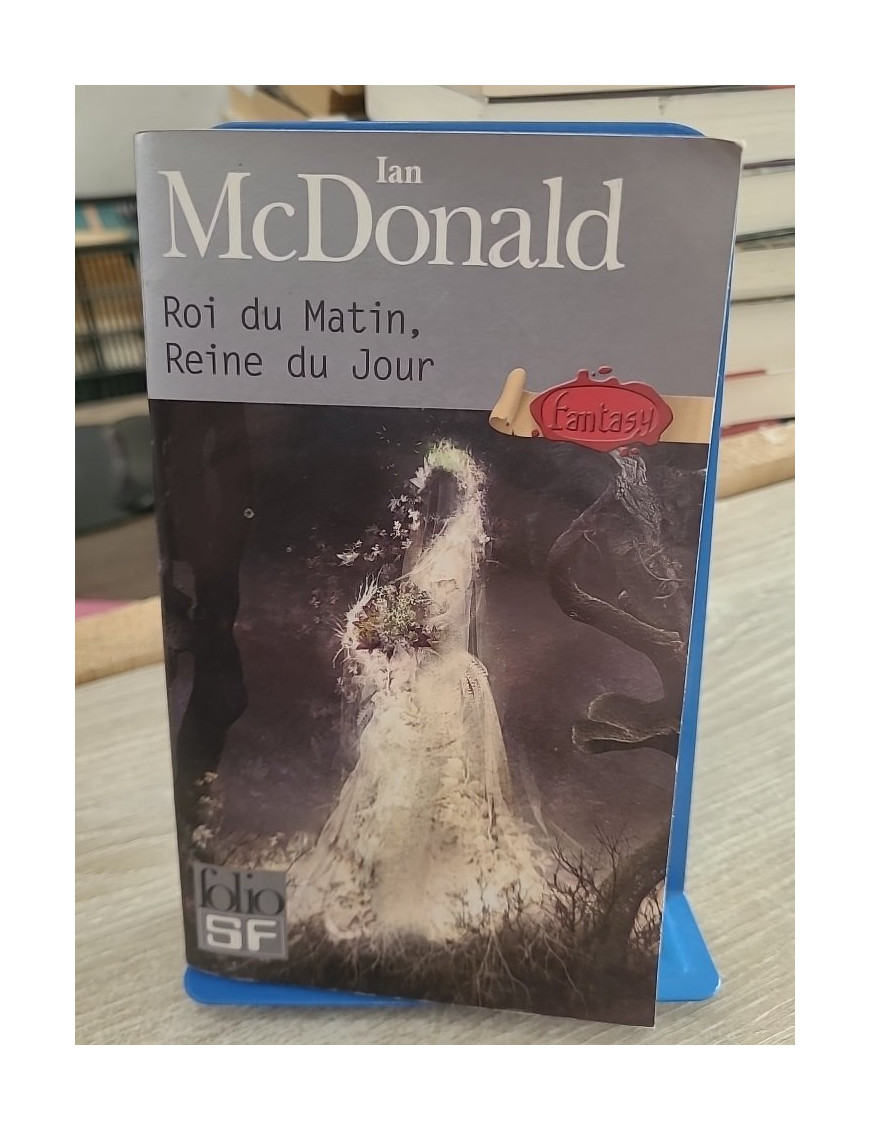 Ian
McDonald
Roi du Matin,
Reine du Jour
fantasy
folio
SF